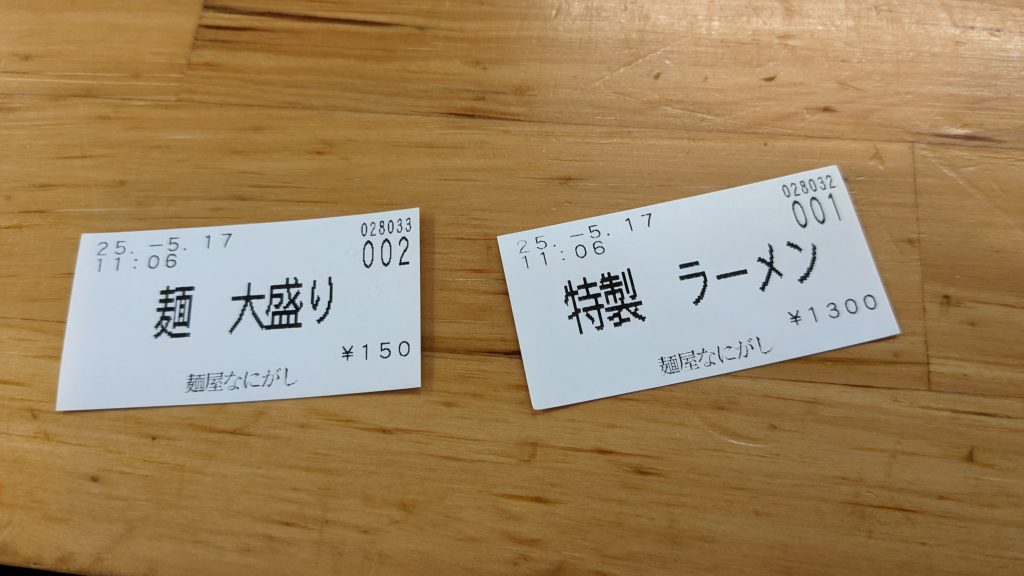 25.-5.17
11:06
028033
002
麺 大盛り
¥150
麺屋なにがし
25.-5.17
11:06
028032
001
特製 ラーメン
¥1300
麺屋なにがし